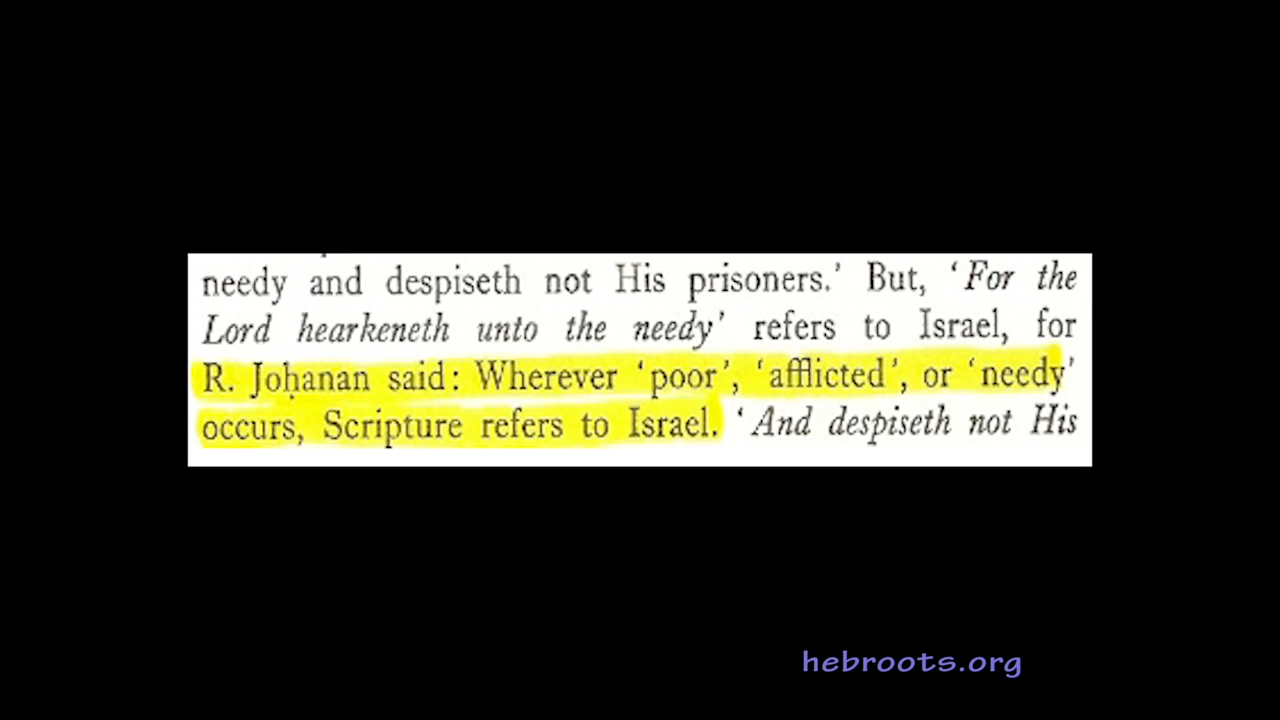 needy and despiseth not His prisoners.’ But, ‘For the
Lord hearkeneth unto the needy’ refers to Israel, for
R. Joḥanan said: Wherever ‘poor’, ‘afflicted’, or ‘needy’
occurs, Scripture refers to Israel. ‘And despiseth not His
hebroots.org